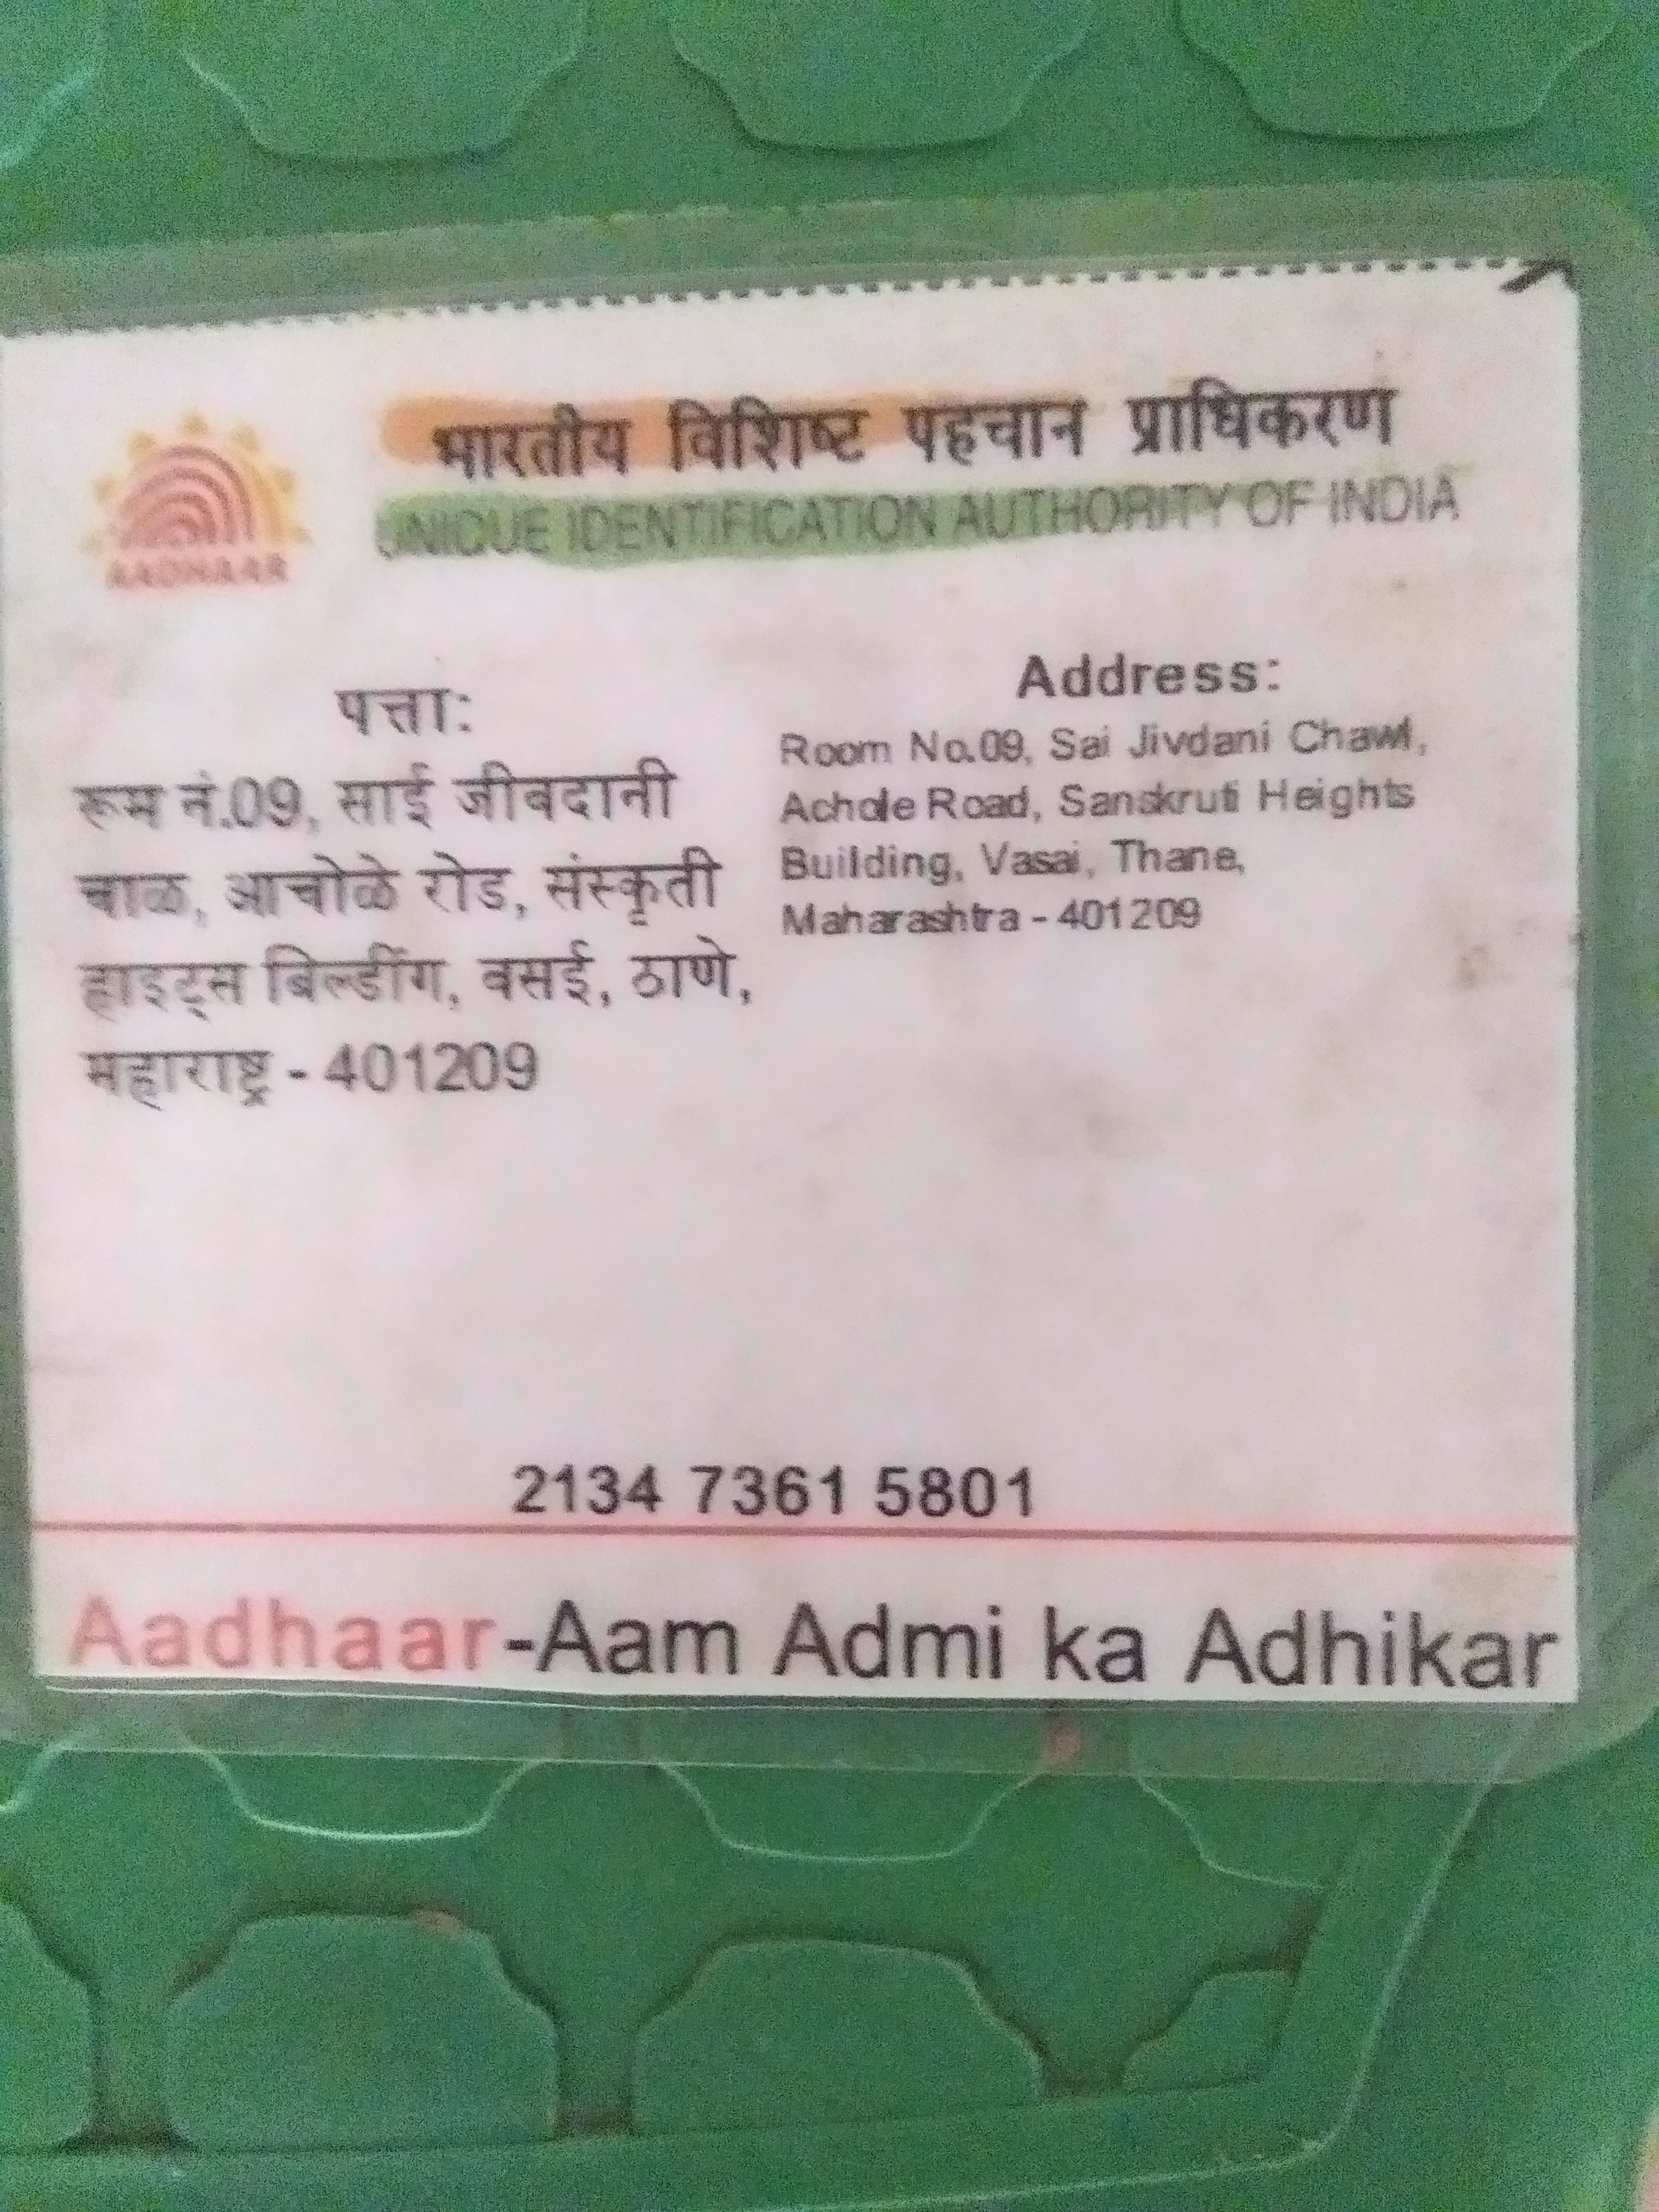 भारतीय विशिष्ट पहचान प्राधिकरण
UNIQUE IDENTIFICATION AUTHORITY OF INDIA
AADHAAR
पत्ता:
रूम नं.09, साई जीवदानी
चाळ, आचोळे रोड, संस्कृती
हाइट्स बिल्डींग, वसई, ठाणे,
महाराष्ट्र - 401209
Address:
Room No.09, Sai Jivdani Chawl,
Achole Road, Sanskruti Heights
Building, Vasai, Thane,
Maharashtra - 401209
2134 7361 5801
Aadhaar-Aam Admi ka Adhikar